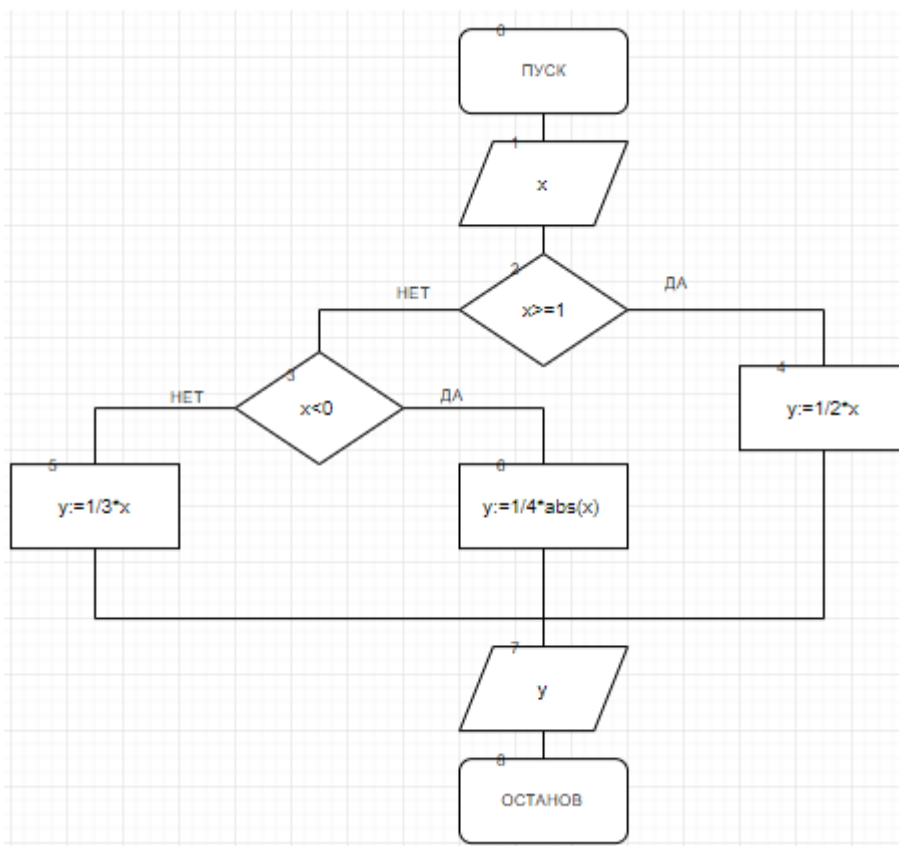 0
ПУСК
1
x
2
x>=1
НЕТ
ДА
3
x<0
НЕТ
ДА
4
y:=1/2*x
5
y:=1/3*x
6
y:=1/4*abs(x)
7
y
8
ОСТАНОВ